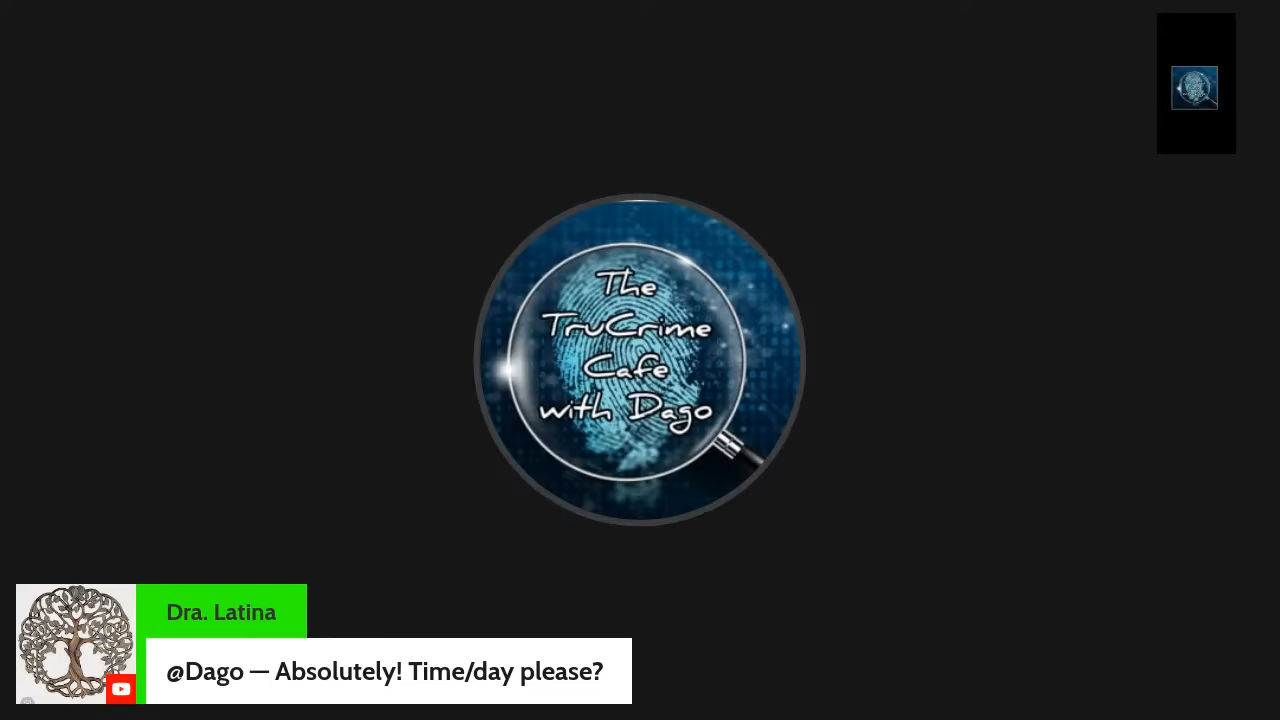 The
TruCrime
Cafe
with Dago
Dra. Latina
@Dago — Absolutely! Time/day please?